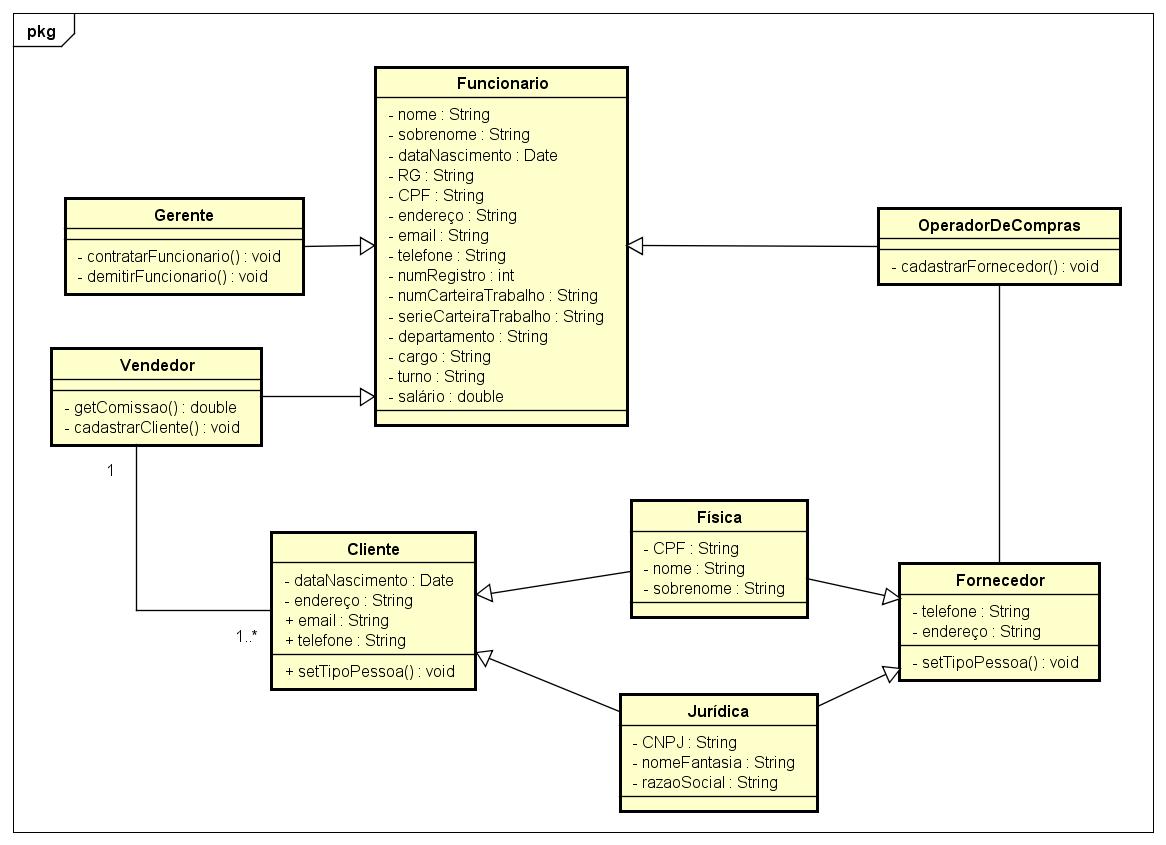 pkg
Funcionario
- nome : String
- sobrenome : String
- dataNascimento : Date
- RG : String
- CPF : String
- endereço : String
- email : String
- telefone : String
- numRegistro : int
- numCarteiraTrabalho : String
- serieCarteiraTrabalho : String
- departamento : String
- cargo : String
- turno : String
- salário : double
Gerente
- contratarFuncionario() : void
- demitirFuncionario() : void
OperadorDeCompras
- cadastrarFornecedor() : void
Vendedor
- getComissao() : double
- cadastrarCliente() : void
1
1..*
Cliente
- dataNascimento : Date
- endereço : String
+ email : String
+ telefone : String
+ setTipoPessoa() : void
Física
- CPF : String
- nome : String
- sobrenome : String
Fornecedor
- telefone : String
- endereço : String
- setTipoPessoa() : void
Jurídica
- CNPJ : String
- nomeFantasia : String
- razaoSocial : String